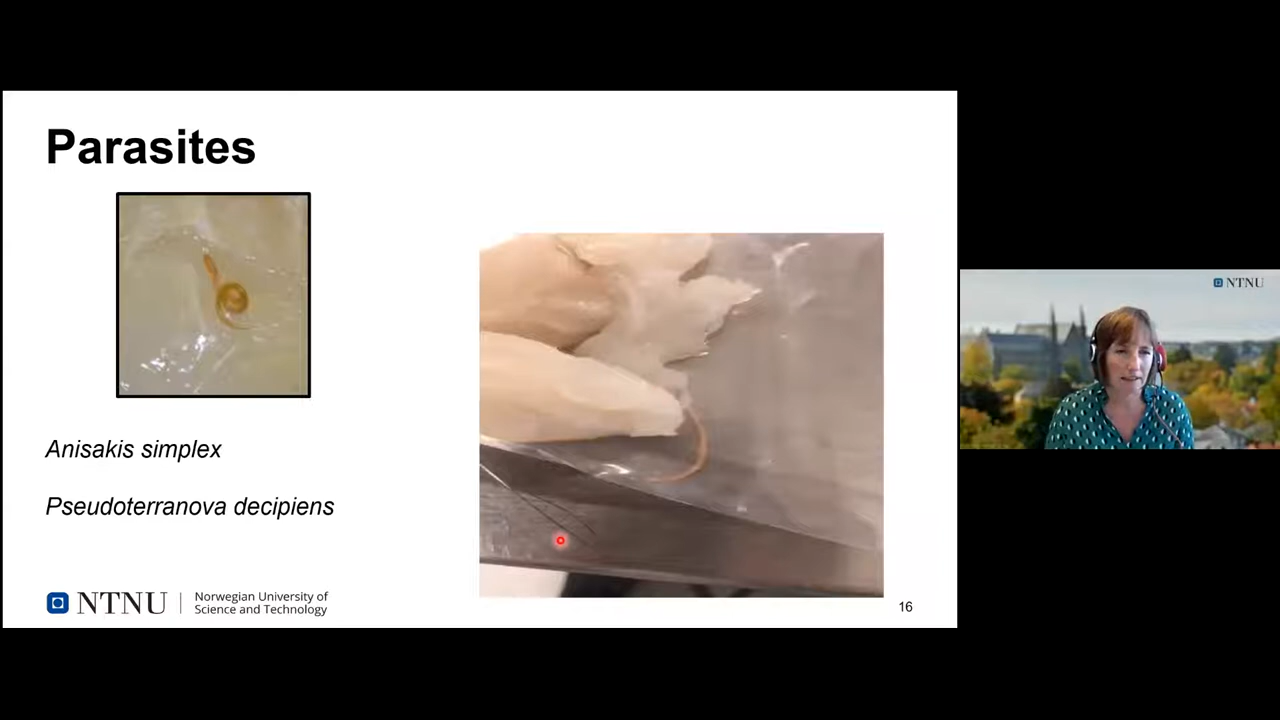 Parasites
Anisakis simplex
Pseudoterranova decipiens
NTNU
Norwegian University of
Science and Technology
16
NTNU